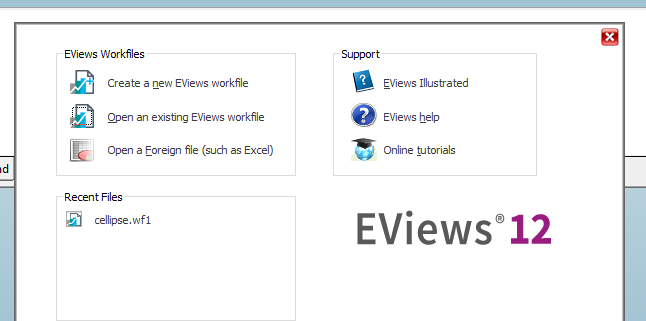 EViews Workfiles
Create a new EViews workfile
Open an existing EViews workfile
Open a Foreign file (such as Excel)
Support
EViews Illustrated
EViews help
Online tutorials
Recent Files
cellipse.wf1
EViews®12